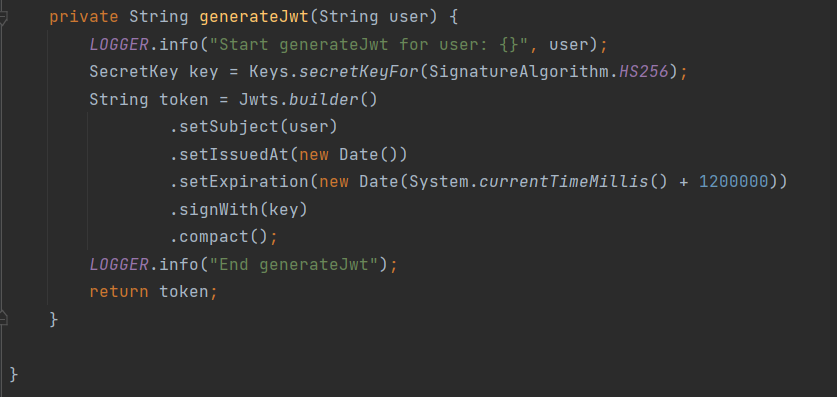 private String generateJwt(String user) {
LOGGER.info("Start generateJwt for user: {}", user);
SecretKey key = Keys.secretKeyFor(SignatureAlgorithm.HS256);
String token = Jwts.builder()
.setSubject(user)
.setIssuedAt(new Date())
.setExpiration(new Date(System.currentTimeMillis() + 1200000))
.signWith(key)
.compact();
LOGGER.info("End generateJwt");
return token;
}
}